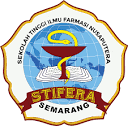 SEKOLAH TINGGI ILMU FARMASI NUSAPUTERA
STIFERA
SEMARANG